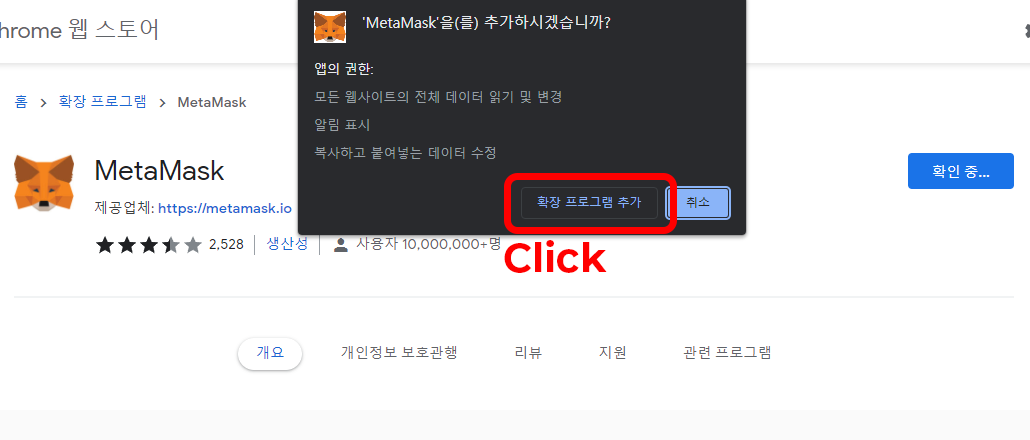 'MetaMask'을(를) 추가하시겠습니까?
hrome 웹 스토어
앱의 권한:
모든 웹사이트의 전체 데이터 읽기 및 변경
알림 표시
복사하고 붙여넣는 데이터 수정
확장 프로그램 추가
취소
Click
홈 > 확장 프로그램 > MetaMask
MetaMask
확인 중...
제공업체: https://metamask.io
2,528
생산성
사용자 10,000,000+명
개요
개인정보 보호관행
리뷰
지원
관련 프로그램